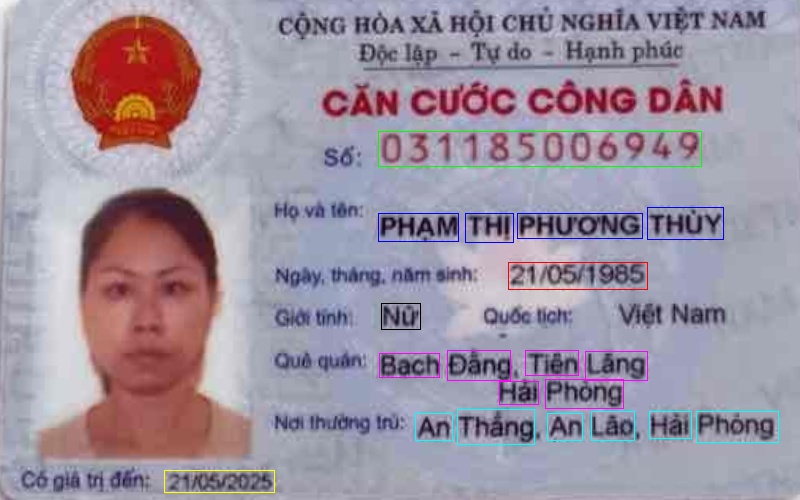 CỘNG HÒA XÃ HỘI CHỦ NGHĨA VIỆT NAM
Độc lập - Tự do - Hạnh phúc
CĂN CƯỚC CÔNG DÂN
Số: 031185006949
Họ và tên: PHẠM THỊ PHƯƠNG THÙY
Ngày, tháng, năm sinh: 21/05/1985
Giới tính: Nữ Quốc tịch: Việt Nam
Quê quán: Bạch Đằng, Tiên Lãng
Hải Phòng
Nơi thường trú: An Thắng, An Lão, Hải Phòng
Có giá trị đến: 21/05/2025